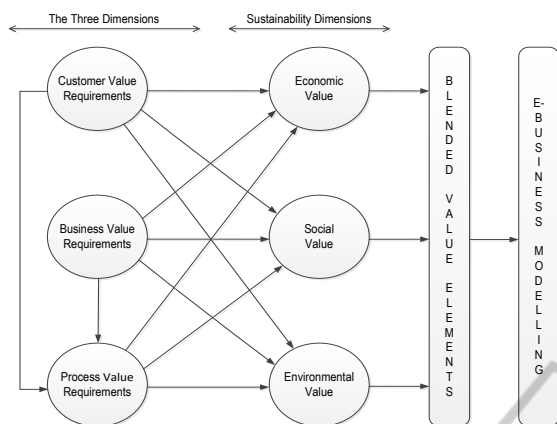 The Three Dimensions
Sustainability Dimensions
Customer Value
Requirements
Economic
Value
Business Value
Requirements
Social
Value
Process Value
Requirements
Environmental
Value
BLENDED VALUE ELEMENTS
E-BUSINESS MODELLING